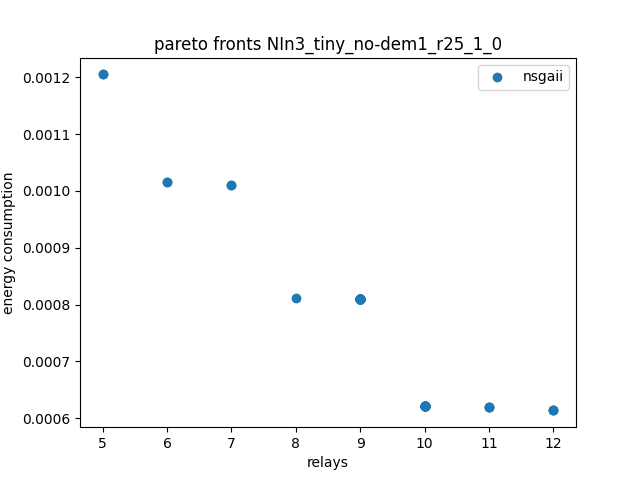 pareto fronts NIn3_tiny_no-dem1_r25_1_0
nsgaii
energy consumption
0.0012
0.0011
0.0010
0.0009
0.0008
0.0007
0.0006
5 6 7 8 9 10 11 12
relays